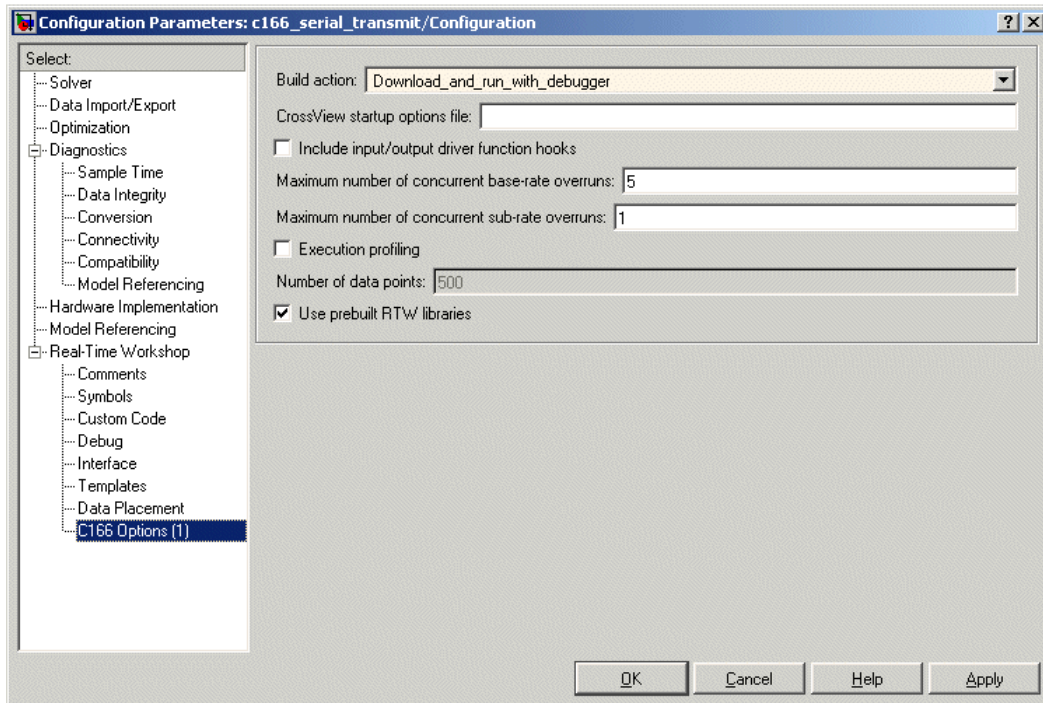 Configuration Parameters: c166_serial_transmit/Configuration
Select:
Solver
Data Import/Export
Optimization
Diagnostics
Sample Time
Data Integrity
Conversion
Connectivity
Compatibility
Model Referencing
Hardware Implementation
Model Referencing
Real-Time Workshop
Comments
Symbols
Custom Code
Debug
Interface
Templates
Data Placement
C166 Options (1)
Build action: Download_and_run_with_debugger
CrossView startup options file:
Include input/output driver function hooks
Maximum number of concurrent base-rate overruns: 5
Maximum number of concurrent sub-rate overruns: 1
Execution profiling
Number of data points: 500
Use prebuilt RTW libraries
OK Cancel Help Apply